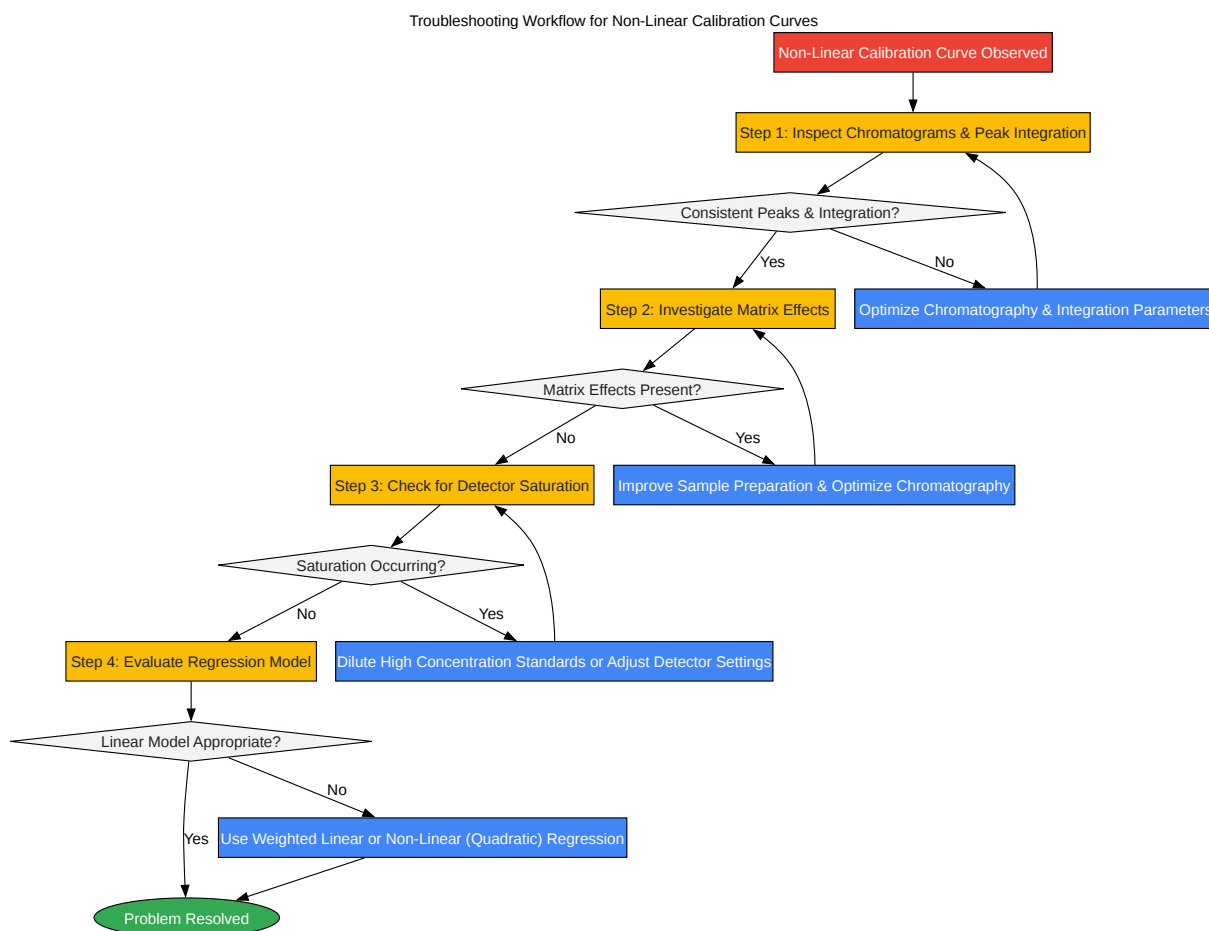 Troubleshooting Workflow for Non-Linear Calibration Curves
Non-Linear Calibration Curve Observed
Step 1: Inspect Chromatograms & Peak Integration
Consistent Peaks & Integration?
Yes
No
Step 2: Investigate Matrix Effects
Optimize Chromatography & Integration Parameters
Matrix Effects Present?
No
Yes
Step 3: Check for Detector Saturation
Improve Sample Preparation & Optimize Chromatography
Saturation Occurring?
No
Yes
Step 4: Evaluate Regression Model
Dilute High Concentration Standards or Adjust Detector Settings
Linear Model Appropriate?
No
Yes
Use Weighted Linear or Non-Linear (Quadratic) Regression
Problem Resolved